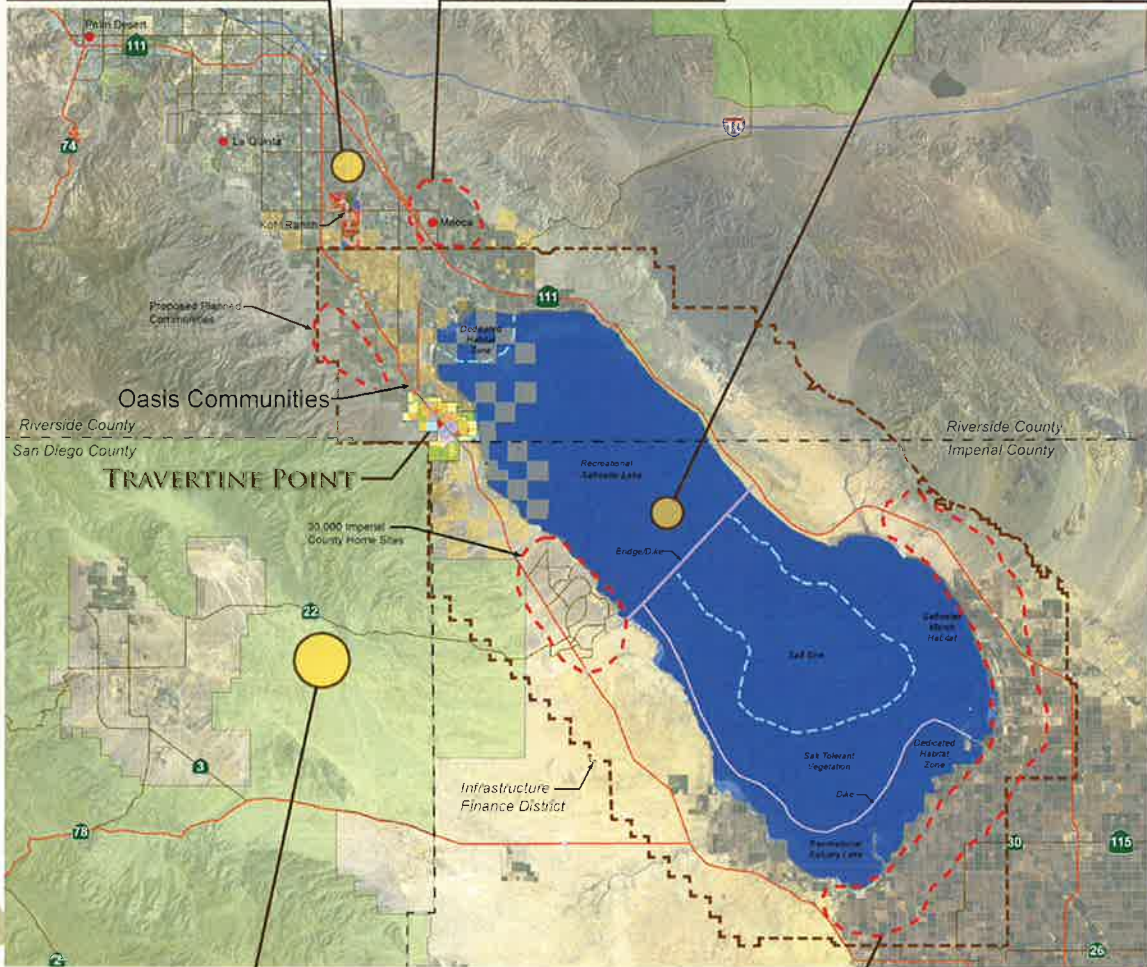 Palm Desert
111
74
La Quinta
Kohl Ranch
Mecca
Proposed Planned
Communities
111
Dedicated
Habitat
Zone
Oasis Communities
Riverside County
San Diego County
Riverside County
Imperial County
TRAVERTINE POINT
Recreational
Saltwater Lake
30,000 Imperial
County Home Sites
Bridge/Dike
22
Saltwater
Marsh
Habitat
Salt Sink
3
Salt Tolerant
Vegetation
Dedicated
Habitat
Zone
Infrastructure
Finance District
Dike
78
Recreational
Estuary Lake
30
115
2
26